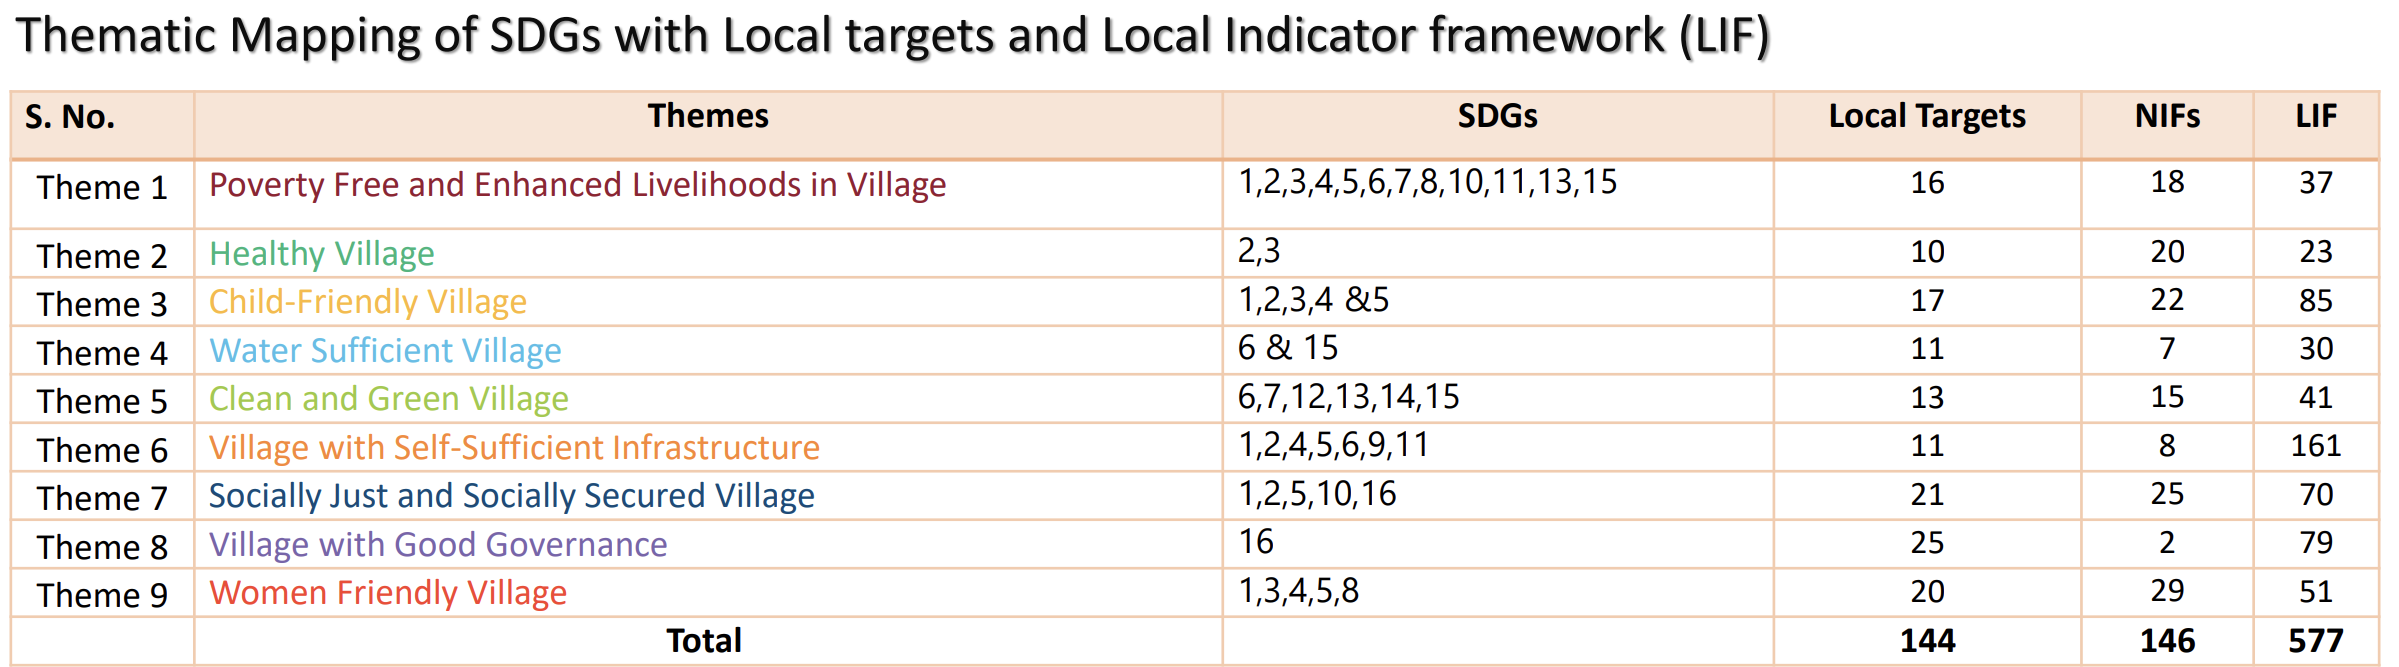 Thematic Mapping of SDGs with Local targets and Local Indicator framework (LIF)
S. No. Themes SDGs Local Targets NIFs LIF
Theme 1 Poverty Free and Enhanced Livelihoods in Village 1,2,3,4,5,6,7,8,10,11,13,15 16 18 37
Theme 2 Healthy Village 2,3 10 20 23
Theme 3 Child-Friendly Village 1,2,3,4 &5 17 22 85
Theme 4 Water Sufficient Village 6 & 15 11 7 30
Theme 5 Clean and Green Village 6,7,12,13,14,15 13 15 41
Theme 6 Village with Self-Sufficient Infrastructure 1,2,4,5,6,9,11 11 8 161
Theme 7 Socially Just and Socially Secured Village 1,2,5,10,16 21 25 70
Theme 8 Village with Good Governance 16 25 2 79
Theme 9 Women Friendly Village 1,3,4,5,8 20 29 51
Total 144 146 577